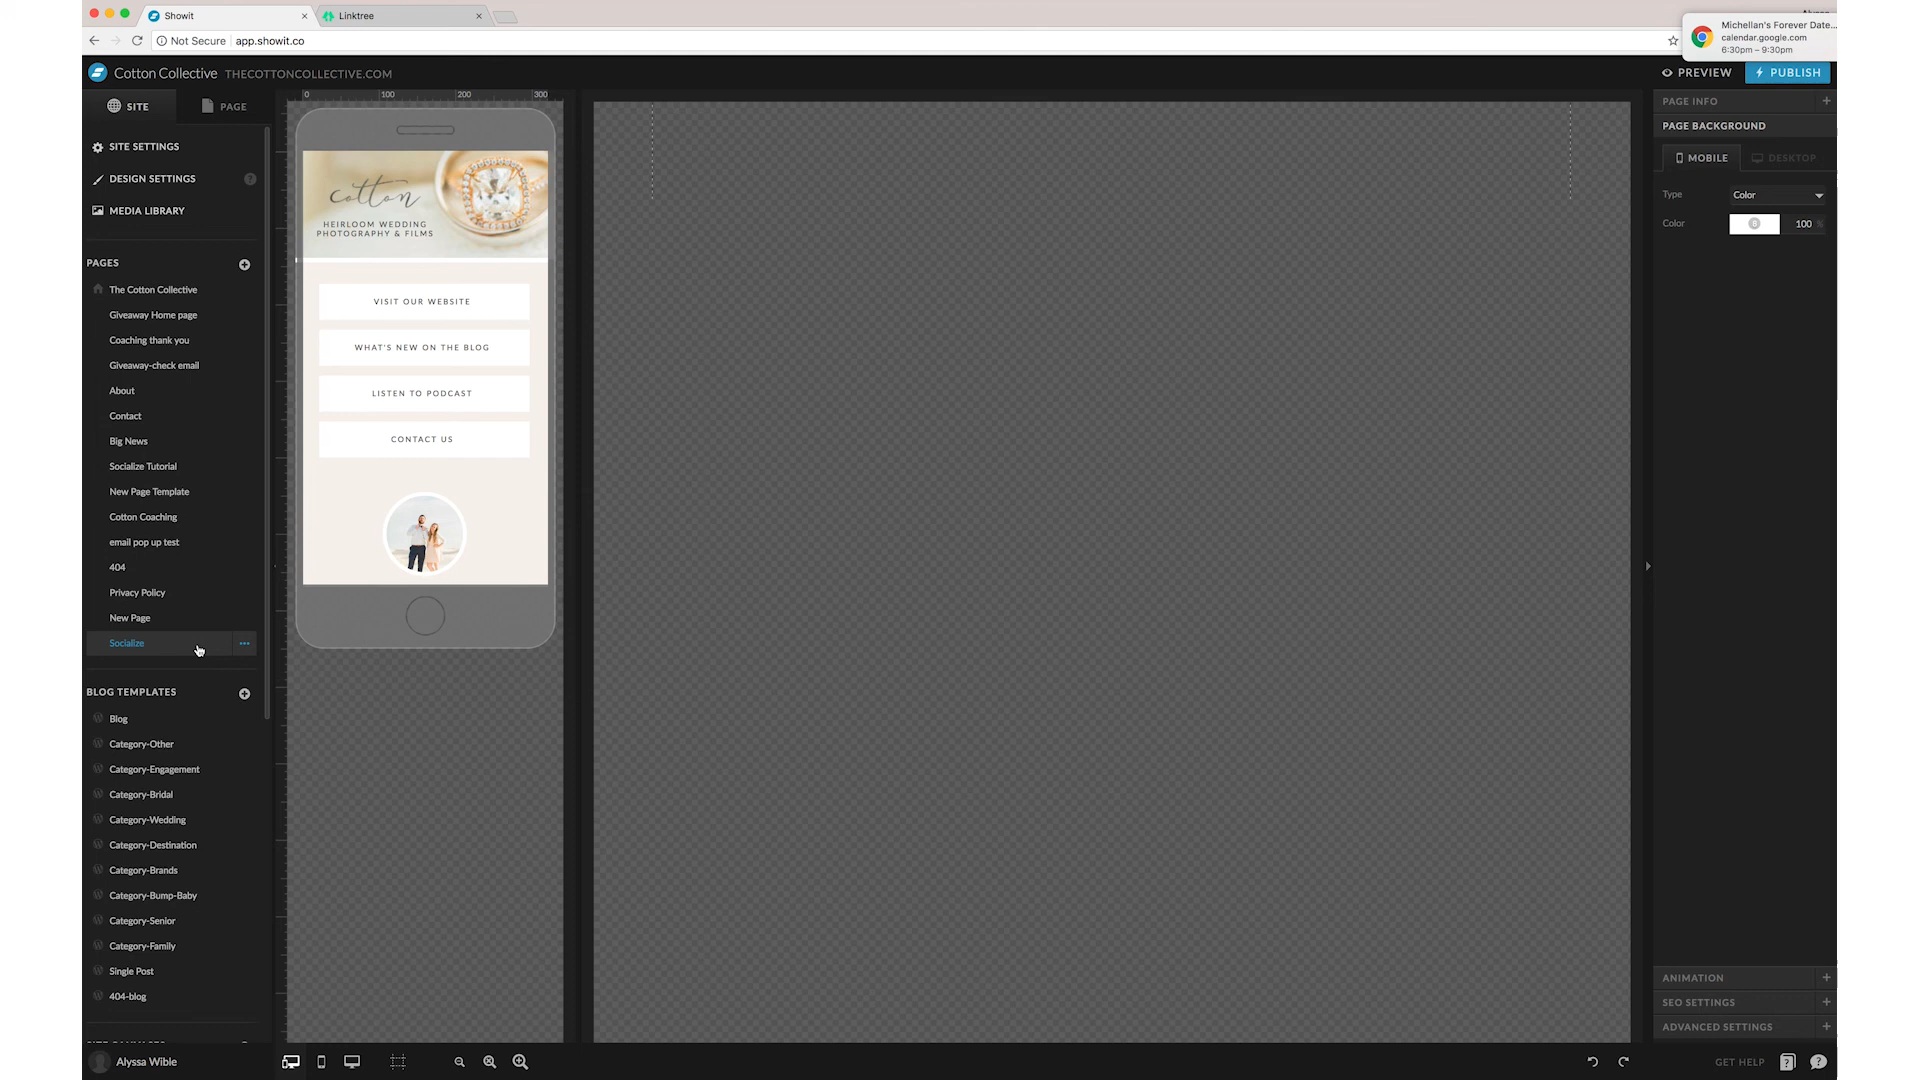 Showit
Linktree
Michellan's Forever Date...
calendar.google.com
6:30pm – 9:30pm
Not Secure
app.showit.co
Cotton Collective
THECOTTONCOLLECTIVE.COM
PREVIEW
PUBLISH
SITE
PAGE
SITE SETTINGS
DESIGN SETTINGS
?
MEDIA LIBRARY
PAGES
The Cotton Collective
Giveaway Home page
Coaching thank you
Giveaway-check email
About
Contact
Big News
Socialize Tutorial
New Page Template
Cotton Coaching
email pop up test
404
Privacy Policy
New Page
Socialize
BLOG TEMPLATES
Blog
Category-Other
Category-Engagement
Category-Bridal
Category-Wedding
Category-Destination
Category-Brands
Category-Bump-Baby
Category-Senior
Category-Family
Single Post
404-blog
Alyssa Wible
0 100 200 300
cotton
HEIRLOOM WEDDING
PHOTOGRAPHY & FILMS
VISIT OUR WEBSITE
WHAT'S NEW ON THE BLOG
LISTEN TO PODCAST
CONTACT US
PAGE INFO
PAGE BACKGROUND
MOBILE
DESKTOP
Type
Color
Color
100 %
ANIMATION
SEO SETTINGS
ADVANCED SETTINGS
GET HELP